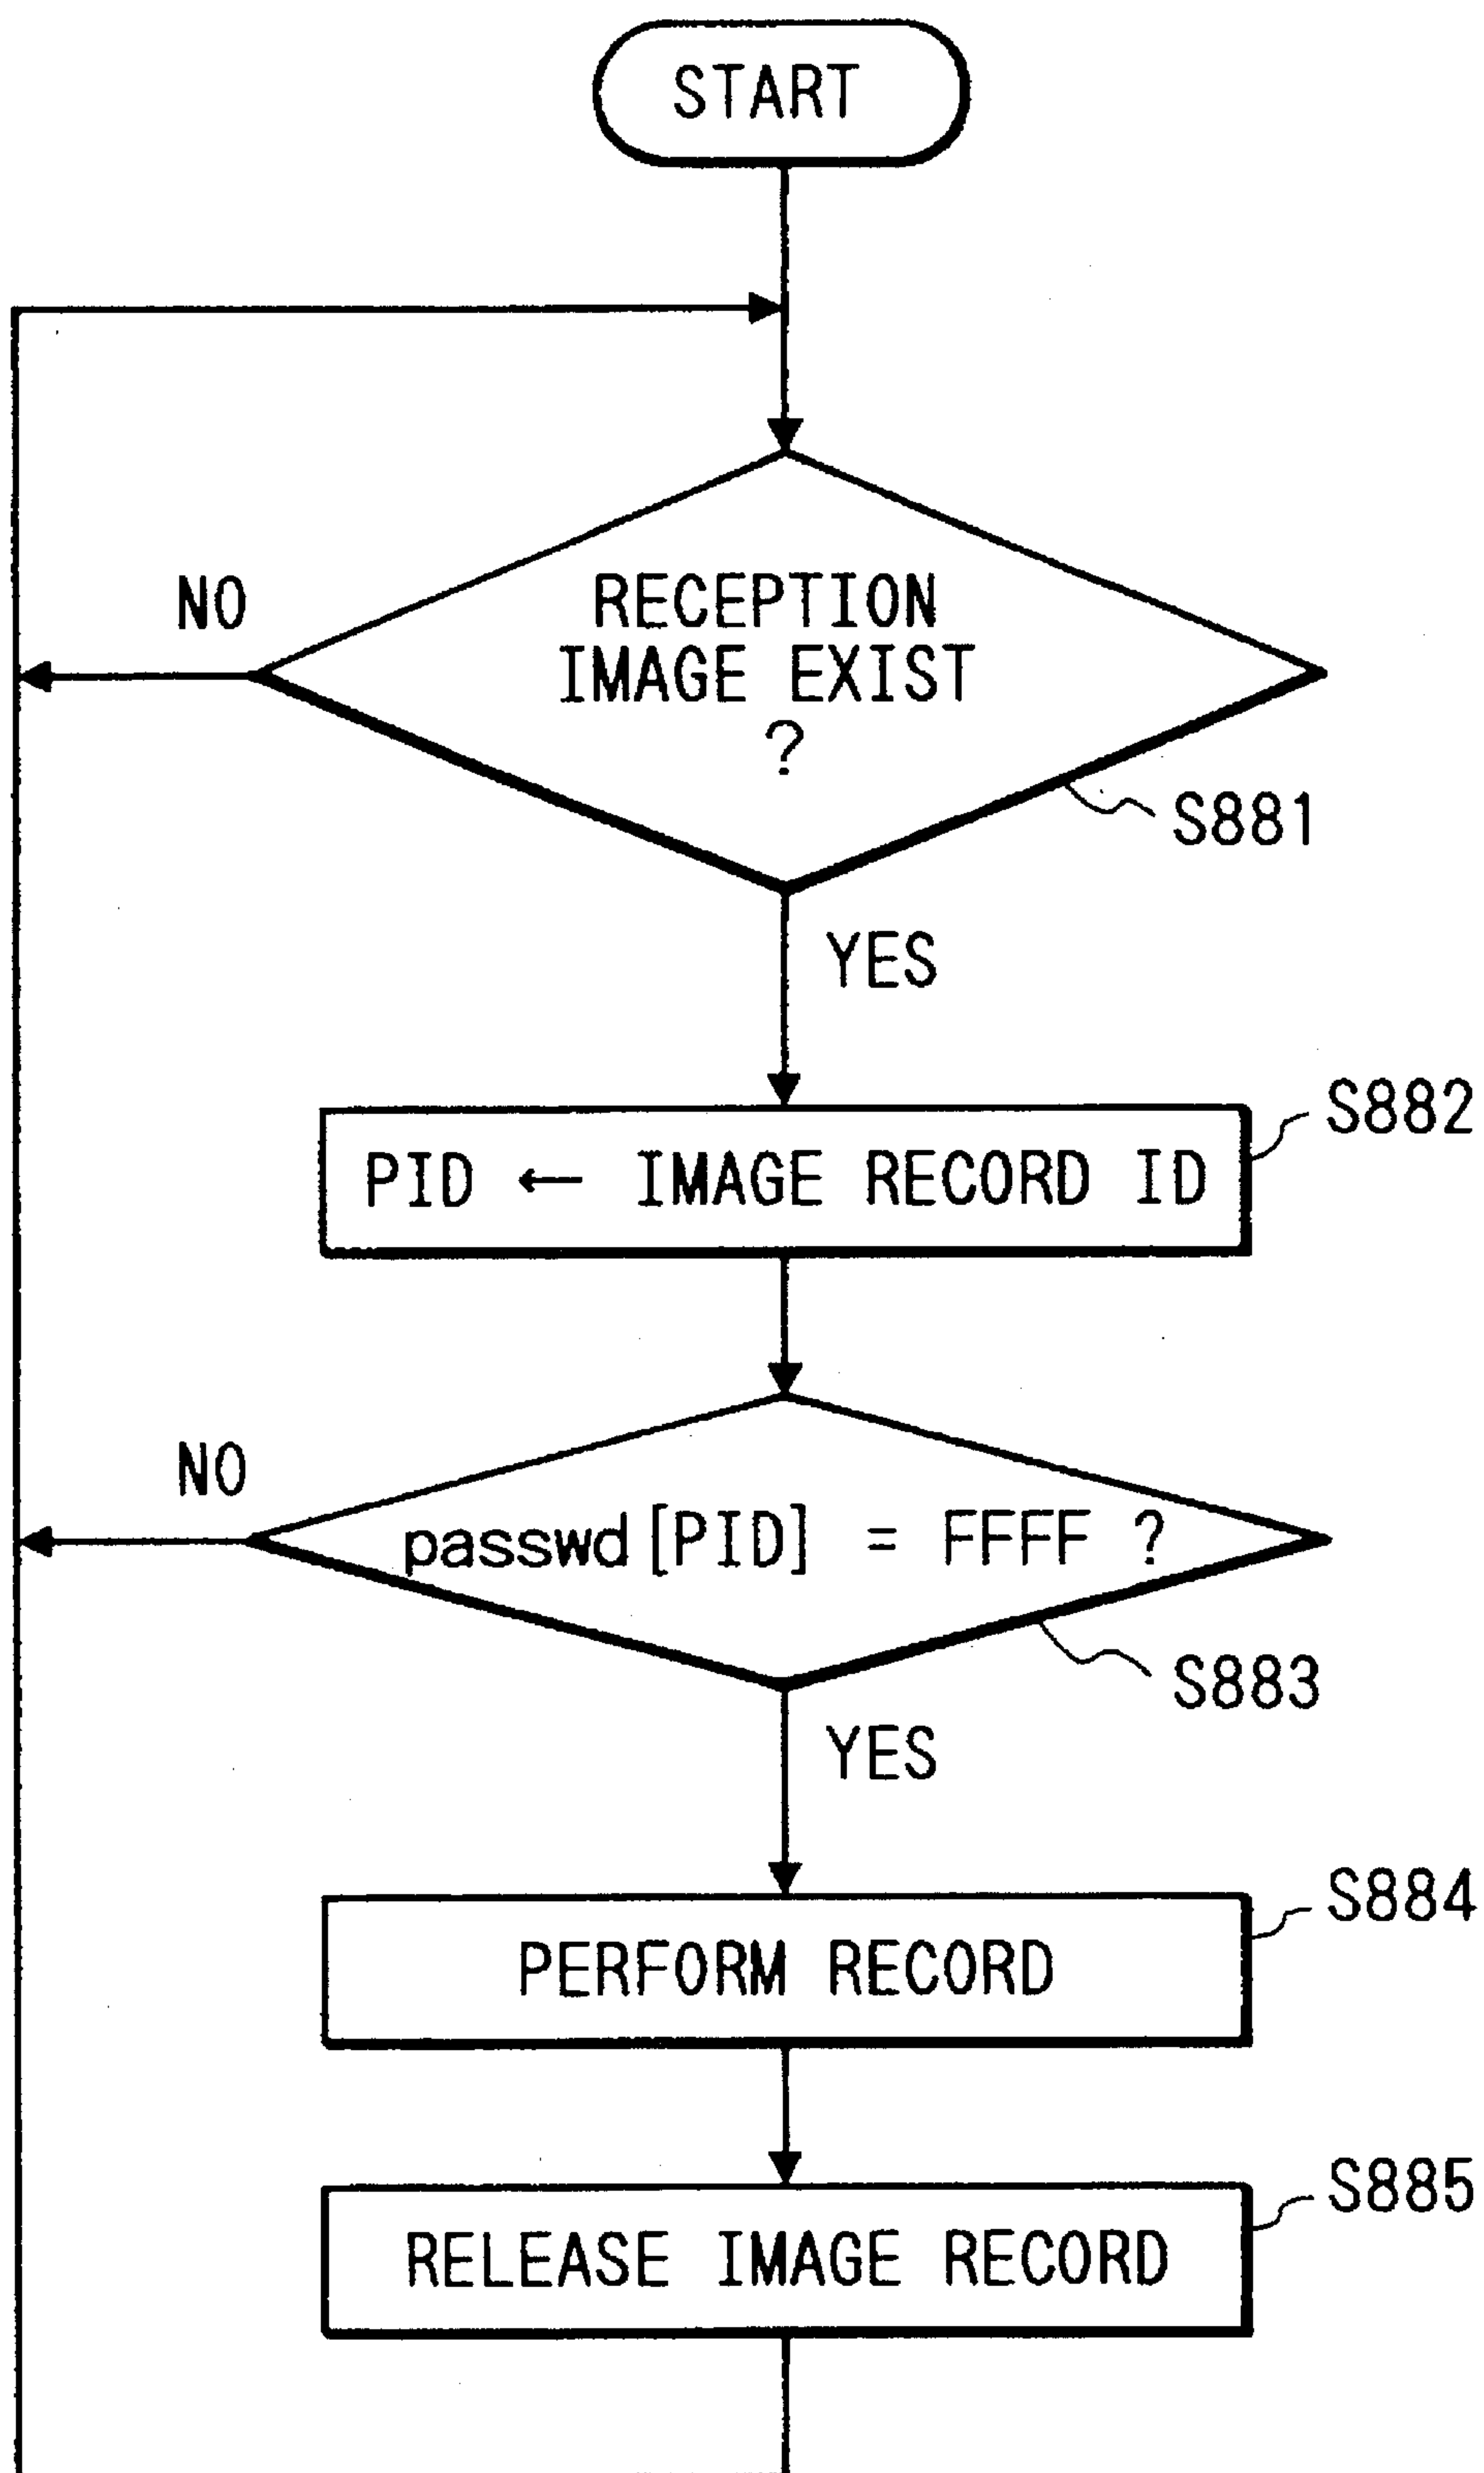 START
NO
RECEPTION
IMAGE EXIST
?
S881
YES
S882
PID ← IMAGE RECORD ID
NO
passwd[PID] = FFFF ?
S883
YES
S884
PERFORM RECORD
S885
RELEASE IMAGE RECORD